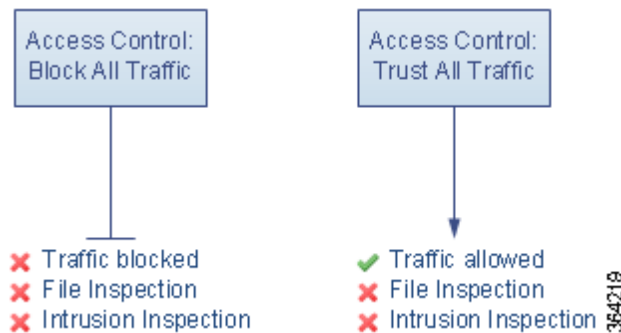 Access Control:
Block All Traffic
Access Control:
Trust All Traffic
Traffic blocked
File Inspection
Intrusion Inspection
Traffic allowed
File Inspection
Intrusion Inspection
364219